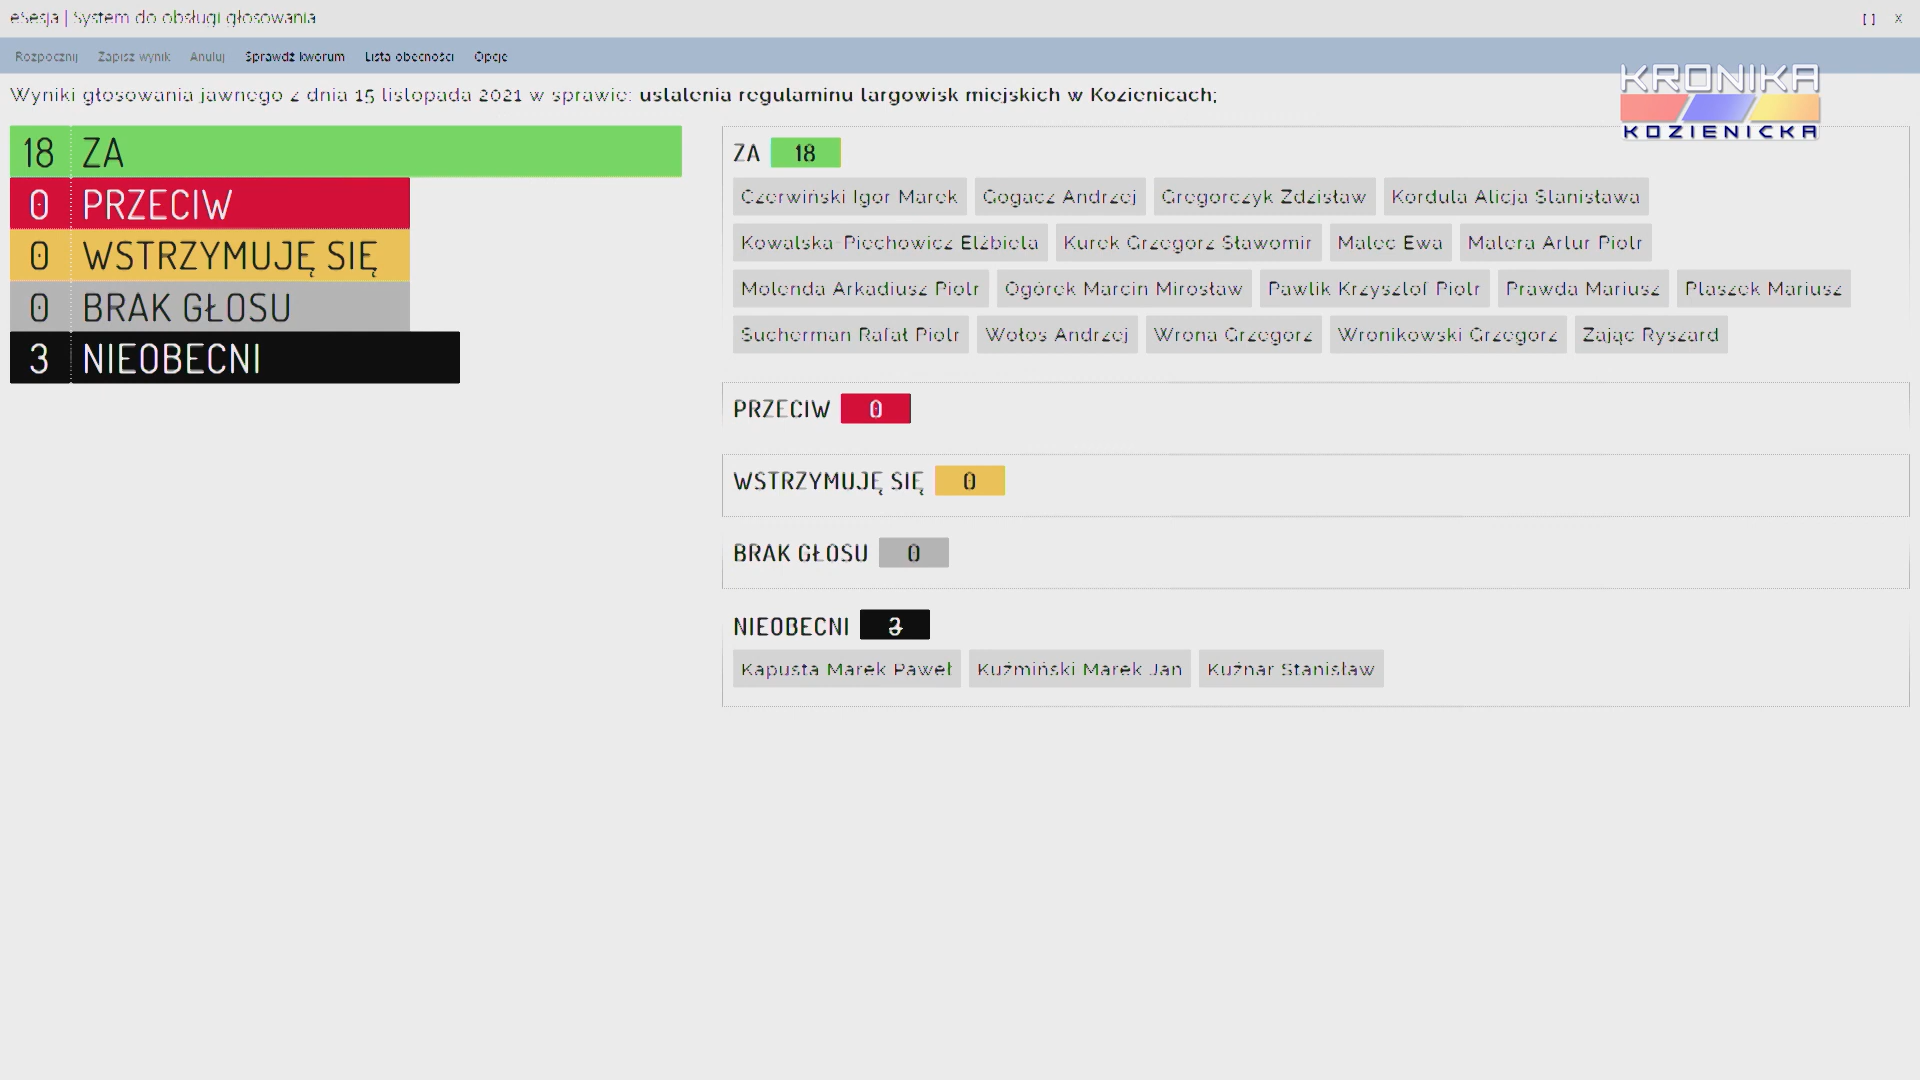 eSesja | System do obsługi głosowania
[ ] X
Rozpocznij Zapisz wynik Anuluj Sprawdź kworum Lista obecności Opcje
KRONIKA
KOZIENICKA
Wyniki głosowania jawnego z dnia 15 listopada 2021 w sprawie: ustalenia regulaminu targowisk miejskich w Kozienicach;
18 ZA
0 PRZECIW
0 WSTRZYMUJĘ SIĘ
0 BRAK GŁOSU
3 NIEOBECNI
ZA 18
Czerwiński Igor Marek Gogacz Andrzej Gregorczyk Zdzisław Kordula Alicja Stanisława
Kowalska-Piechowicz Elżbieta Kurek Grzegorz Sławomir Malec Ewa Matera Artur Piotr
Molenda Arkadiusz Piotr Ogórek Marcin Mirosław Pawlik Krzysztof Piotr Prawda Mariusz Ptaszek Mariusz
Sucherman Rafał Piotr Wołos Andrzej Wrona Grzegorz Wronikowski Grzegorz Zając Ryszard
PRZECIW 0
WSTRZYMUJĘ SIĘ 0
BRAK GŁOSU 0
NIEOBECNI 3
Kapusta Marek Paweł Kuźmiński Marek Jan Kuźnar Stanisław